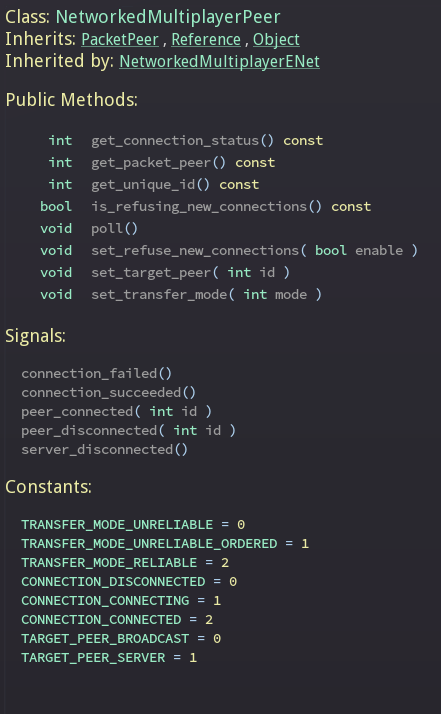 Class: NetworkedMultiplayerPeer
Inherits: PacketPeer , Reference , Object
Inherited by: NetworkedMultiplayerENet
Public Methods:
int get_connection_status() const
int get_packet_peer() const
int get_unique_id() const
bool is_refusing_new_connections() const
void poll()
void set_refuse_new_connections( bool enable )
void set_target_peer( int id )
void set_transfer_mode( int mode )
Signals:
connection_failed()
connection_succeeded()
peer_connected( int id )
peer_disconnected( int id )
server_disconnected()
Constants:
TRANSFER_MODE_UNRELIABLE = 0
TRANSFER_MODE_UNRELIABLE_ORDERED = 1
TRANSFER_MODE_RELIABLE = 2
CONNECTION_DISCONNECTED = 0
CONNECTION_CONNECTING = 1
CONNECTION_CONNECTED = 2
TARGET_PEER_BROADCAST = 0
TARGET_PEER_SERVER = 1